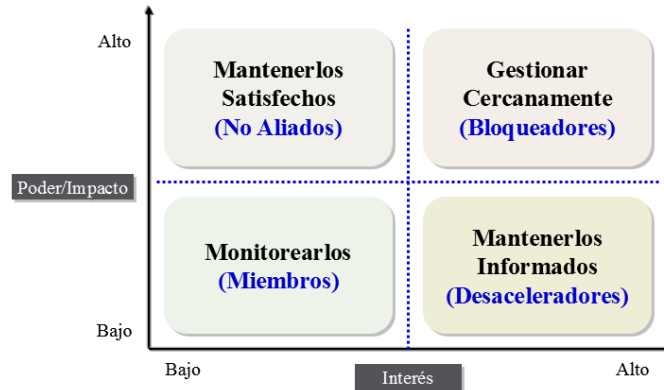 Alto
Mantenerlos
Satisfechos
(No Aliados)
Gestionar
Cercanamente
(Bloqueadores)
Poder/Impacto
Monitorearlos
(Miembros)
Mantenerlos
Informados
(Desaceleradores)
Bajo
Bajo
Interés
Alto